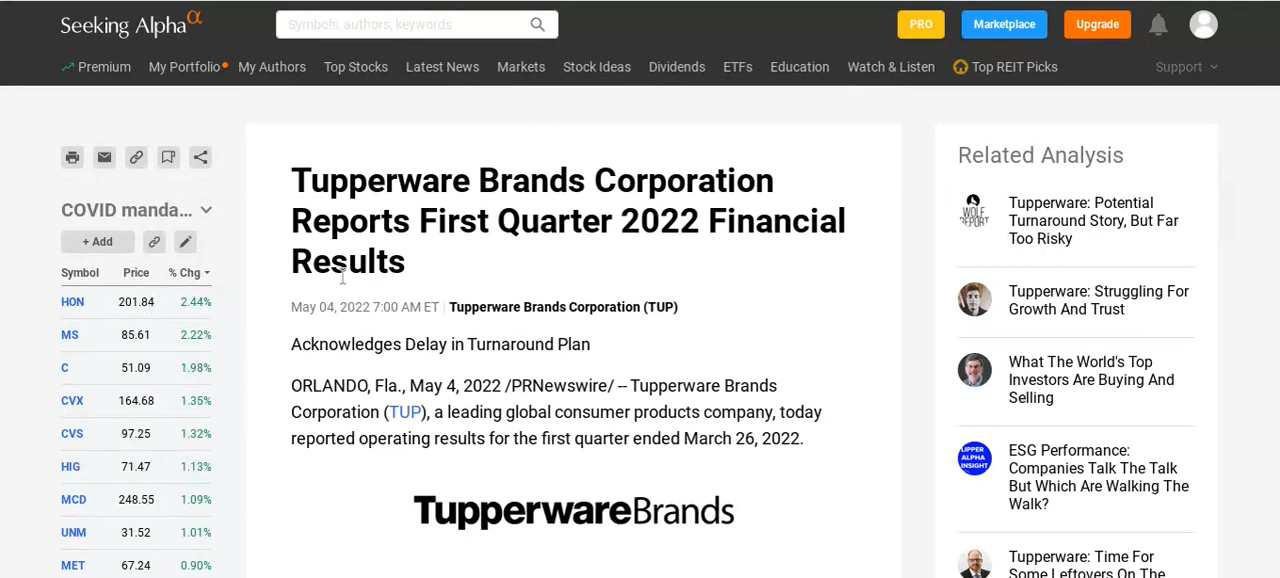 Seeking Alphaα
Symbols, authors, keywords
PRO
Marketplace
Upgrade
Premium
My Portfolio
My Authors
Top Stocks
Latest News
Markets
Stock Ideas
Dividends
ETFs
Education
Watch & Listen
Top REIT Picks
Support
COVID manda...
+ Add
Symbol Price % Chg
HON 201.84 2.44%
MS 85.61 2.22%
C 51.09 1.98%
CVX 164.68 1.35%
CVS 97.25 1.32%
HIG 71.47 1.13%
MCD 248.55 1.09%
UNM 31.52 1.01%
MET 67.24 0.90%
Tupperware Brands Corporation
Reports First Quarter 2022 Financial
Results
May 04, 2022 7:00 AM ET | Tupperware Brands Corporation (TUP)
Acknowledges Delay in Turnaround Plan
ORLANDO, Fla., May 4, 2022 /PRNewswire/ -- Tupperware Brands
Corporation (TUP), a leading global consumer products company, today
reported operating results for the first quarter ended March 26, 2022.
TupperwareBrands
Related Analysis
WOLF
REPORT
Tupperware: Potential
Turnaround Story, But Far
Too Risky
Tupperware: Struggling For
Growth And Trust
What The World's Top
Investors Are Buying And
Selling
LIPPER
ALPHA
INSIGHT
ESG Performance:
Companies Talk The Talk
But Which Are Walking The
Walk?
Tupperware: Time For
Some Leftovers On The